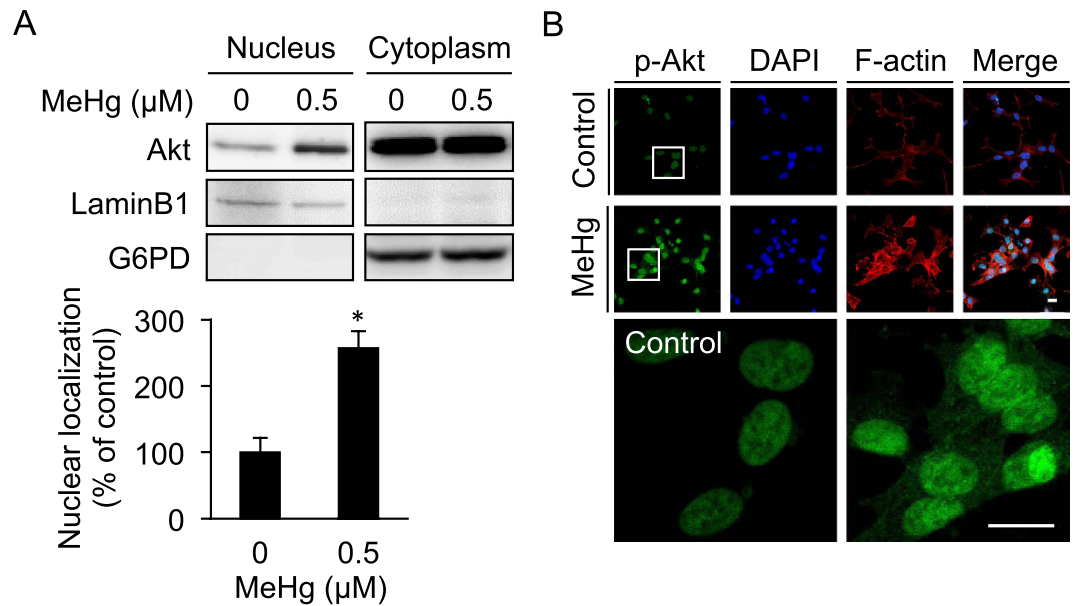 A
Nucleus Cytoplasm
MeHg (µM) 0 0.5 0 0.5
Akt
LaminB1
G6PD
Nuclear localization
(% of control)
300
200
100
0
*
0 0.5
MeHg (µM)
B
p-Akt DAPI F-actin Merge
Control
MeHg
Control